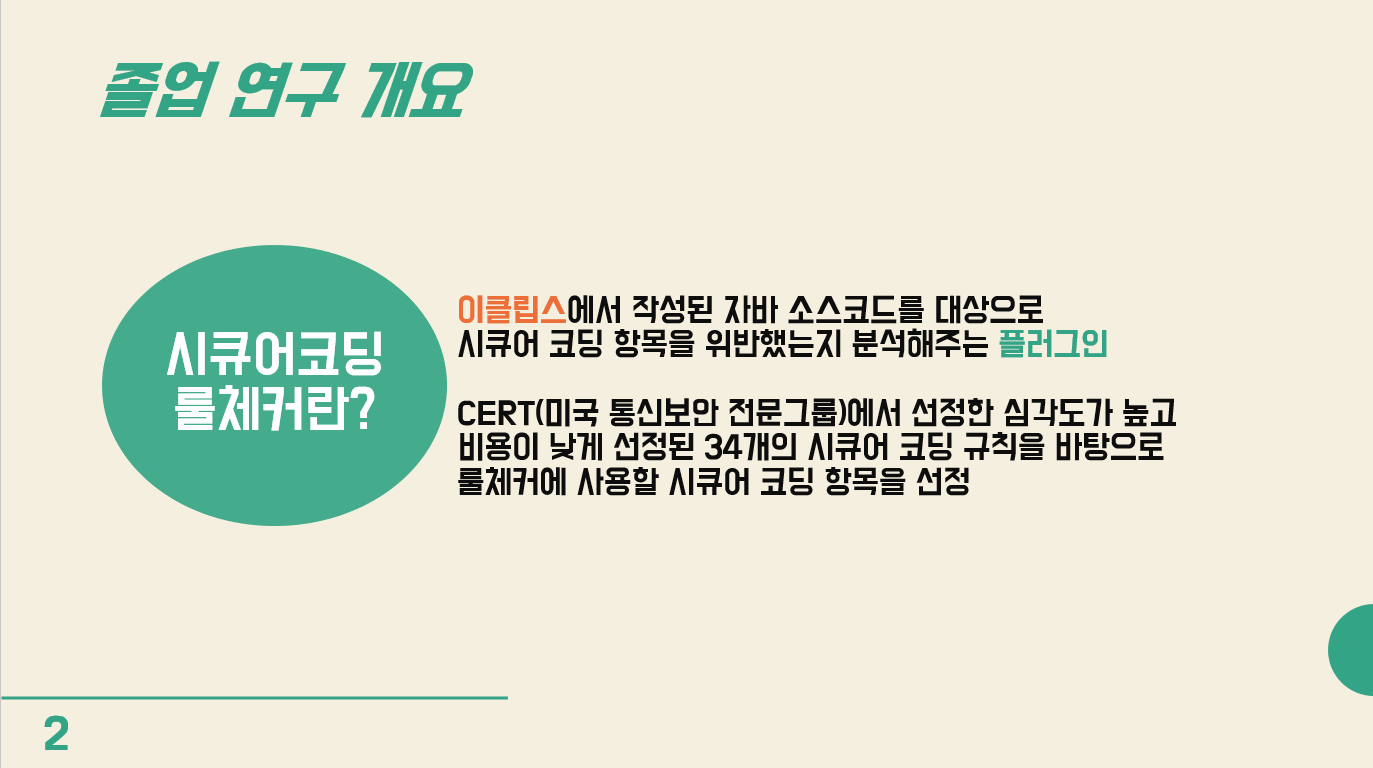 졸업 연구 개요
시큐어코딩
룰체커란?
이클립스에서 작성된 자바 소스코드를 대상으로
시큐어 코딩 항목을 위반했는지 분석해주는 플러그인
CERT(미국 통신보안 전문그룹)에서 선정한 심각도가 높고
비용이 낮게 선정된 34개의 시큐어 코딩 규칙을 바탕으로
룰체커에 사용할 시큐어 코딩 항목을 선정
2